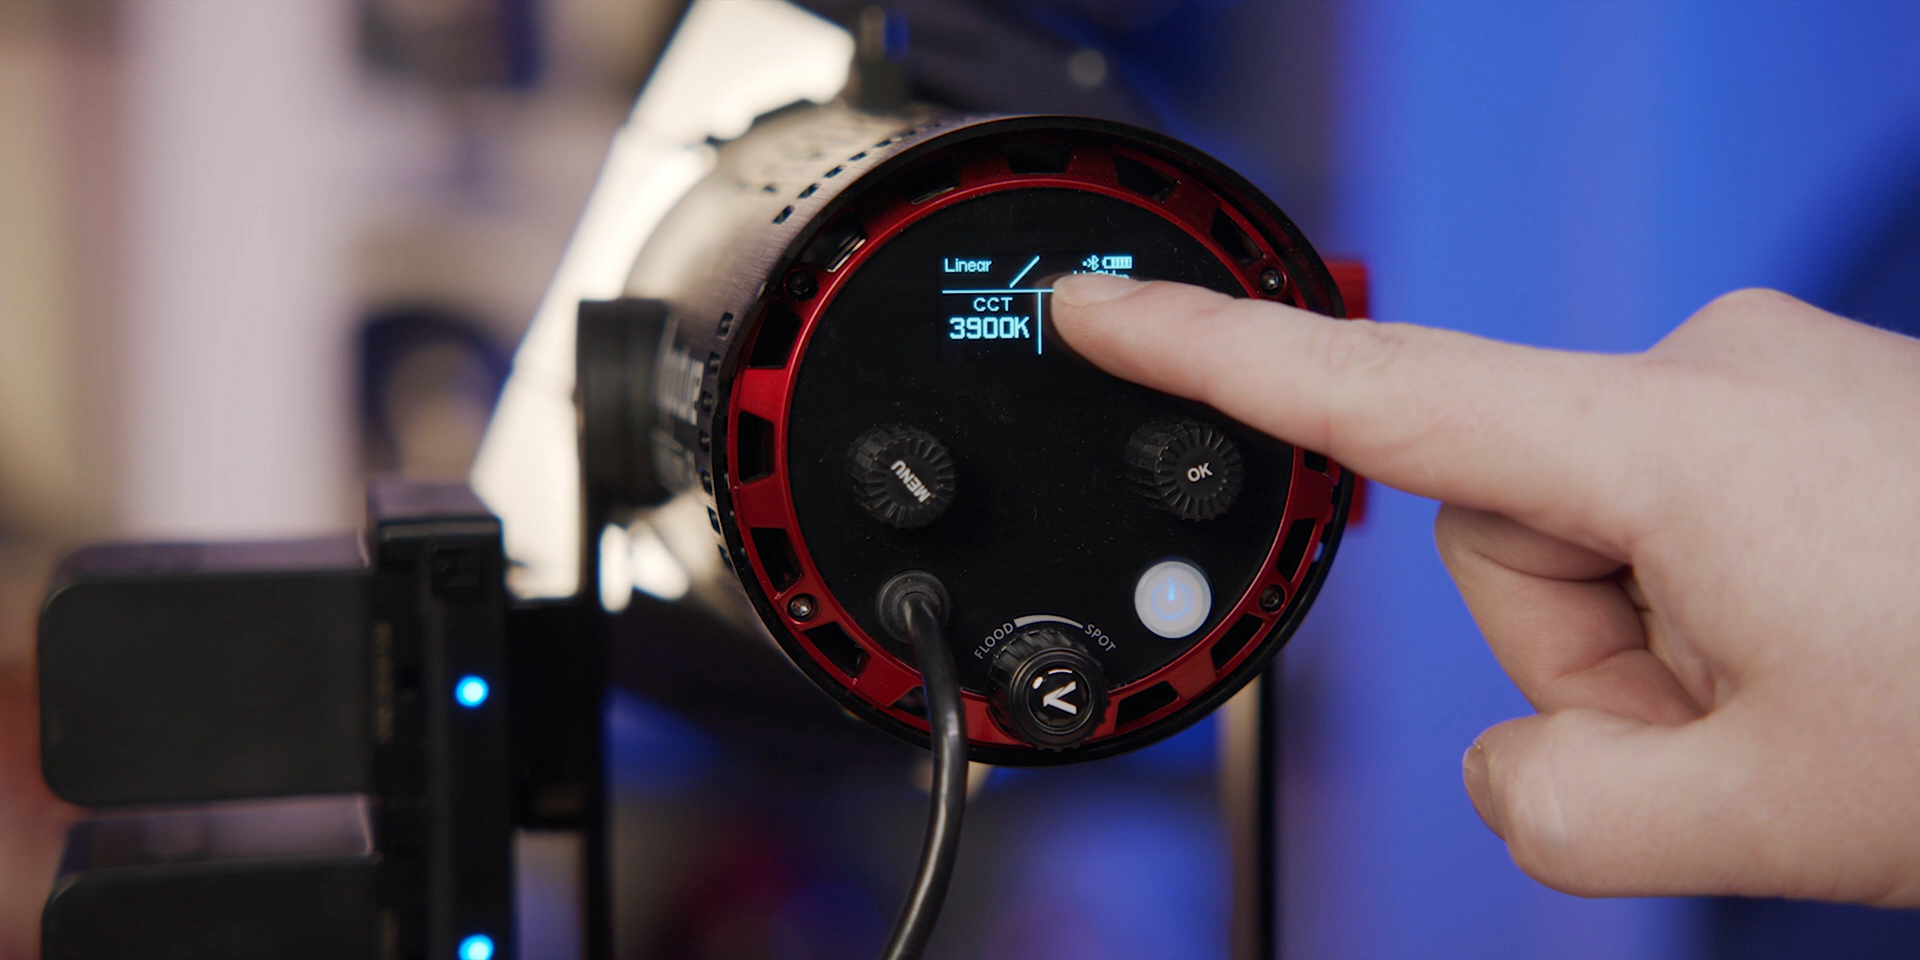 Linear
CCT
3900K
MENU
OK
FLOOD SPOT
V